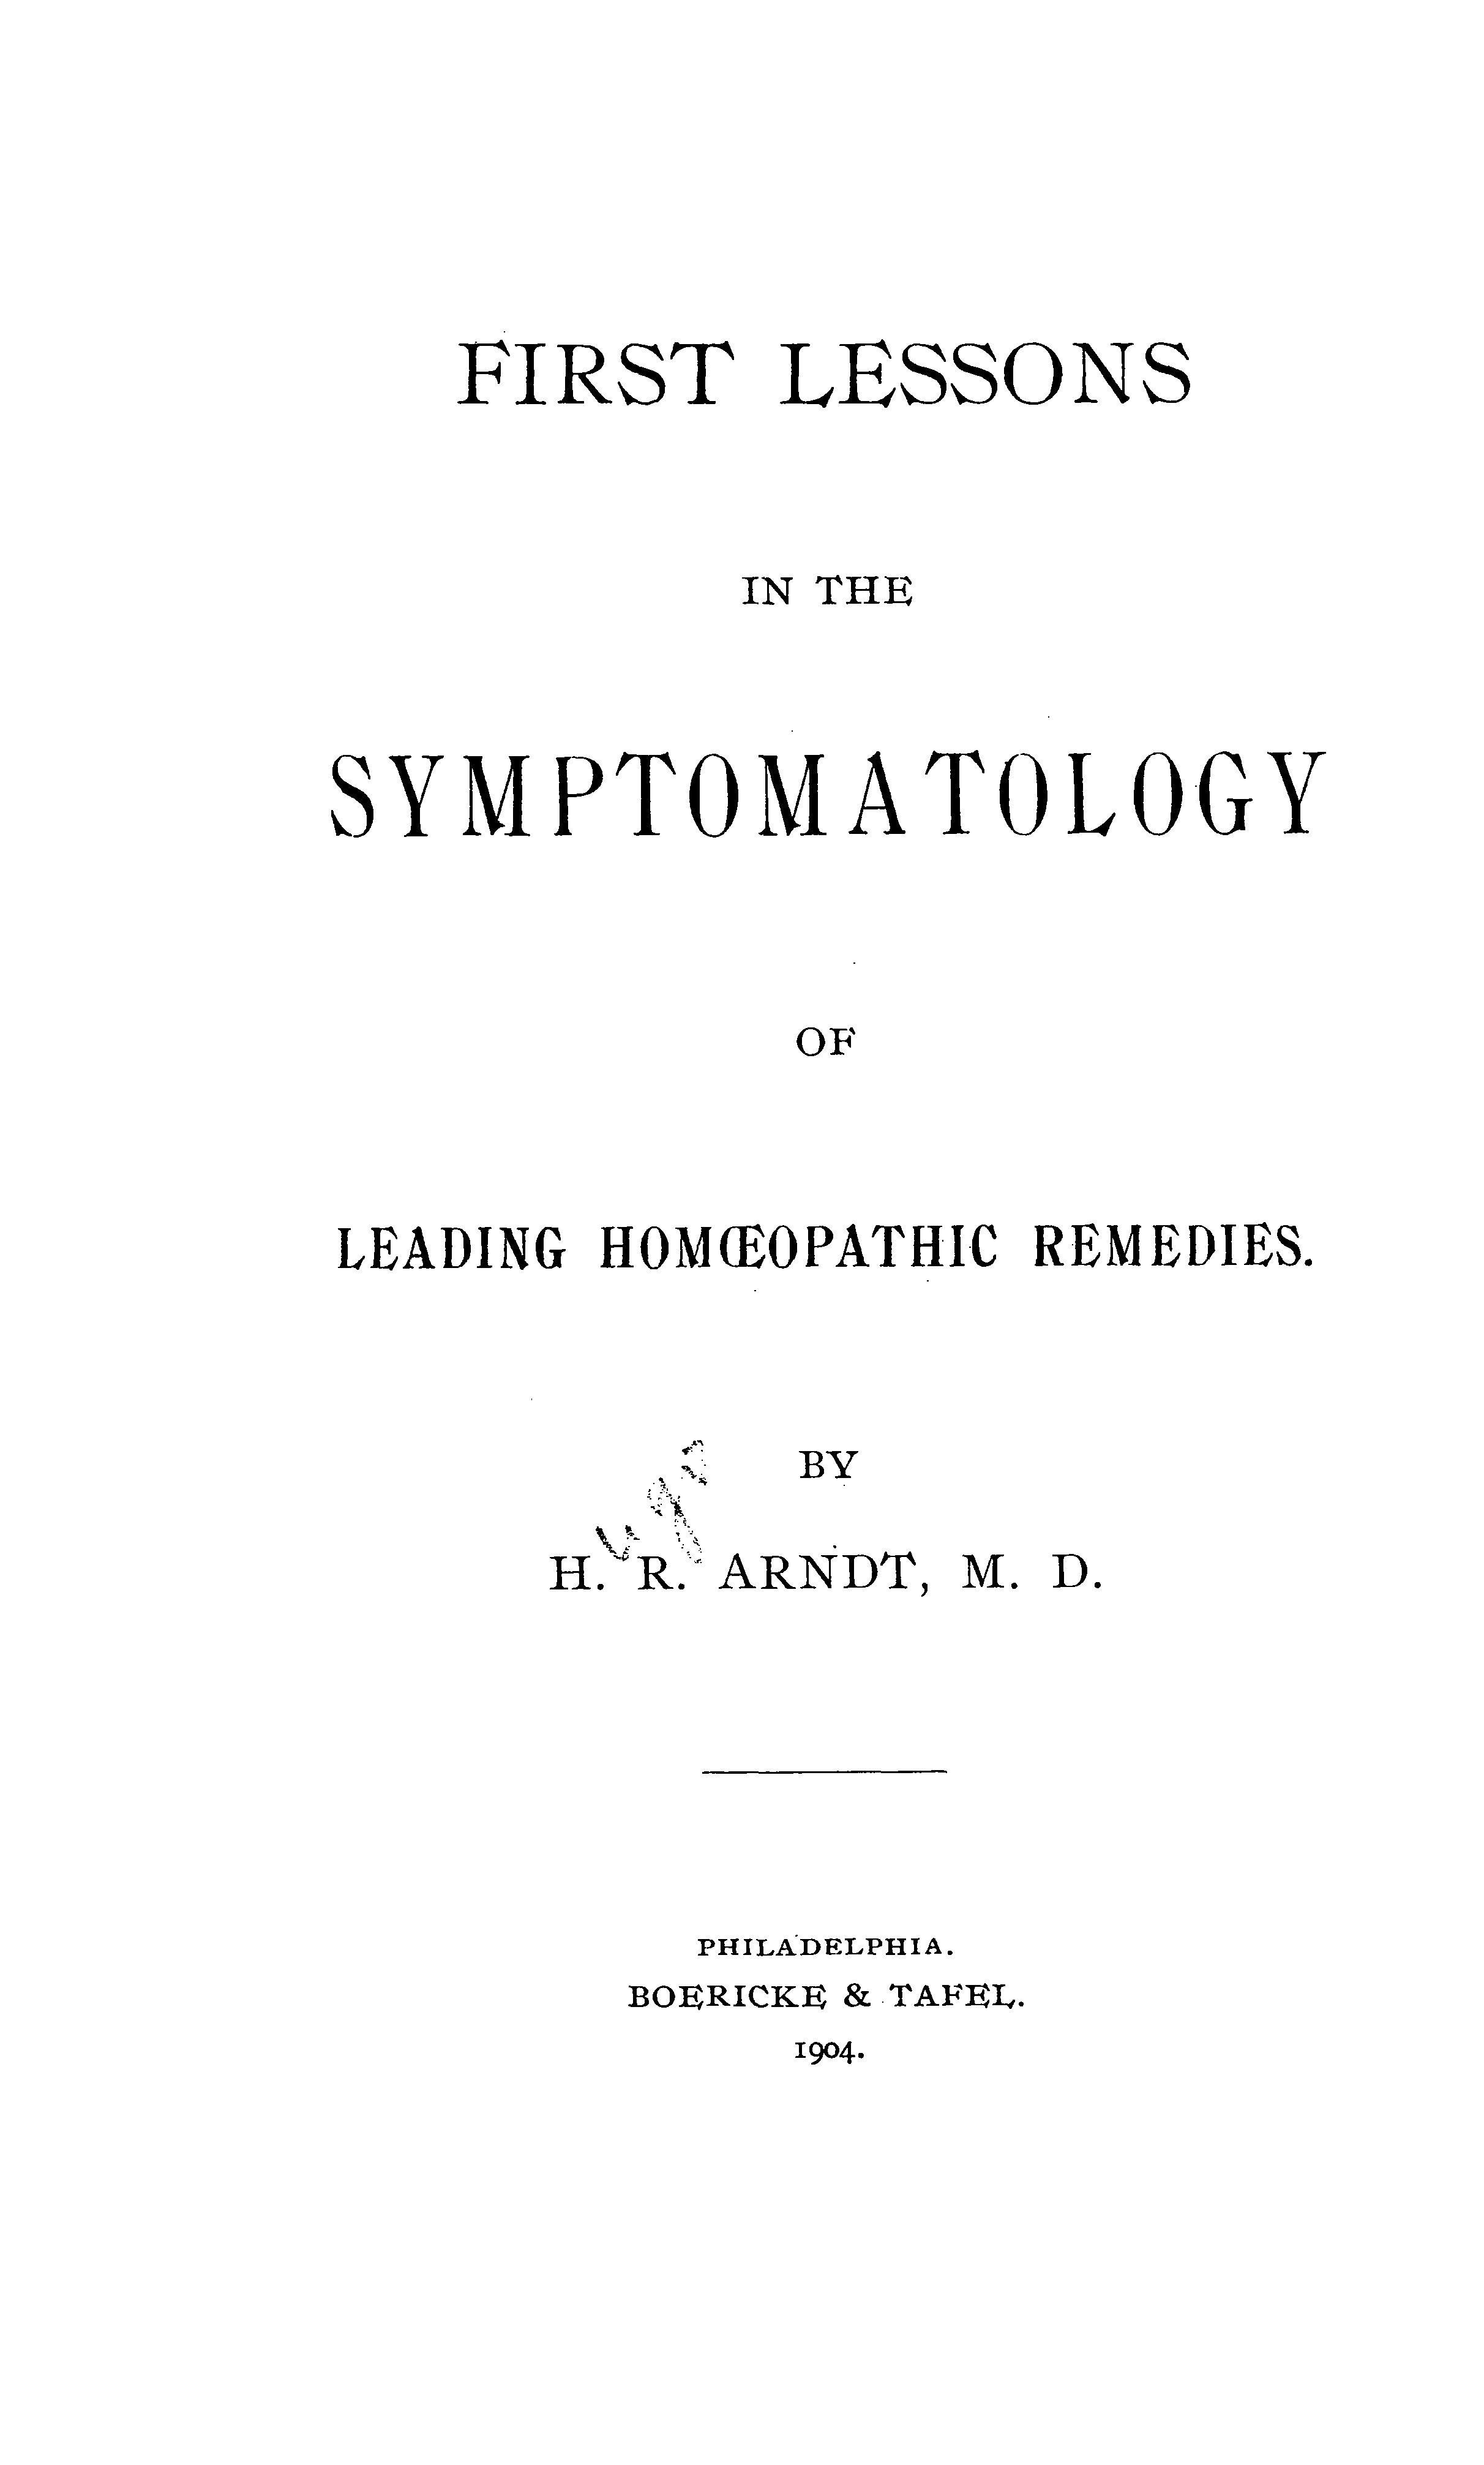 FIRST LESSONS
IN THE
SYMPTOMATOLOGY
OF
LEADING HOMŒOPATHIC REMEDIES.
BY
H. R. ARNDT, M. D.
PHILADELPHIA.
BOERICKE & TAFEL.
1904.